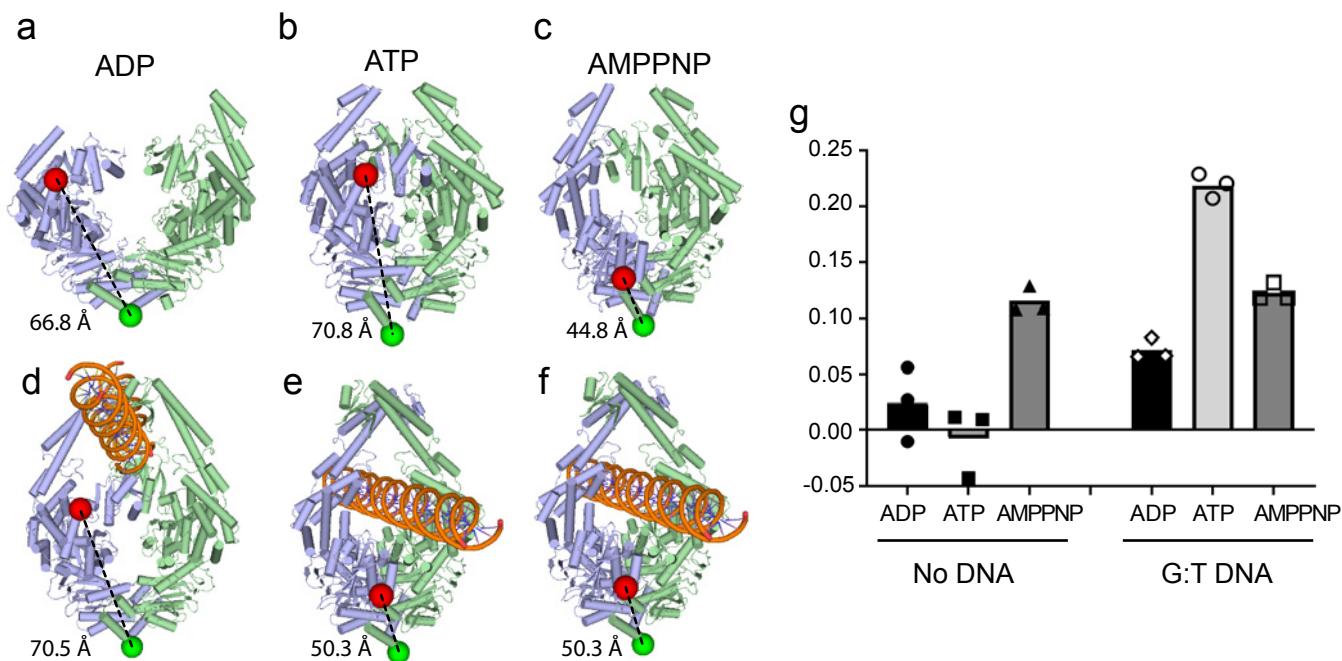 a
ADP
66.8 Å
b
ATP
70.8 Å
c
AMPPNP
44.8 Å
d
70.5 Å
e
50.3 Å
f
50.3 Å
g
0.25
0.20
0.15
0.10
0.05
0.00
-0.05
ADP ATP AMPPNP ADP ATP AMPPNP
No DNA G:T DNA